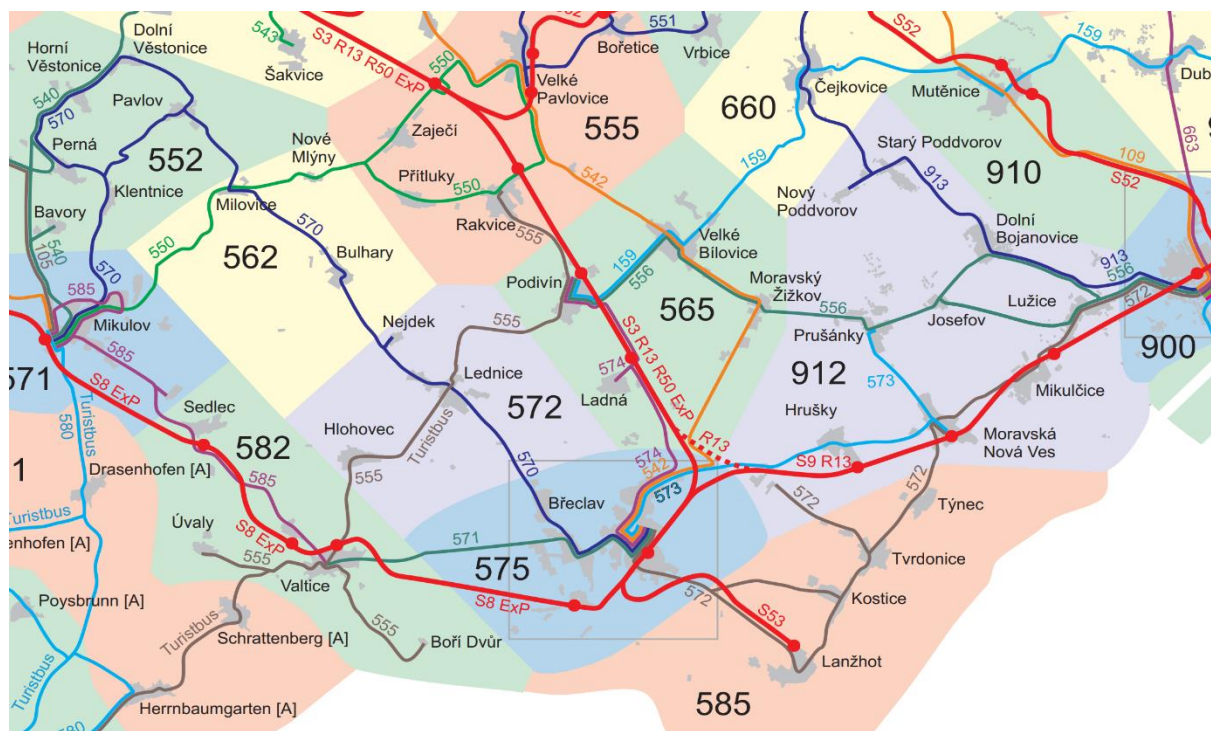 Dolní
Věstonice
Horní
Věstonice
543
Šakvice
S3 R13 R50 ExP
550
551
Bořetice
Vrbice
Velké
Pavlovice
S52
159
Čejkovice
Mutěnice
Dub
660
540
570
Pavlov
Perná
552
Klentnice
Nové
Mlýny
Zaječí
Přítluky
550
555
542
159
Starý Poddvorov
913
910
109
S52
663
Nový
Poddvorov
Bavory
540
105
570
Milovice
550
562
570
Bulhary
Rakvice
555
Podivín
159
556
Velké
Bílovice
Dolní
Bojanovice
913
556
572
585
Mikulov
585
571
Nejdek
555
565
Moravský
Žižkov
556
Prušánky
Josefov
Lužice
900
S8 ExP
Turistbus
580
Sedlec
582
Lednice
572
574
Ladná
S3 R13 R50 ExP
912
573
Mikulčice
Hrušky
Hlohovec
Turistbus
570
R13
S9 R13
Moravská
Nová Ves
1
Drasenhofen [A]
585
555
574
542
573
572
572
Týnec
Turistbus
enhofen [A]
Úvaly
S8 ExP
Břeclav
555
Valtice
571
575
S8 ExP
Tvrdonice
Poysbrunn [A]
Turistbus
Schrattenberg [A]
555
Boří Dvůr
572
S53
Kostice
Lanžhot
Turistbus
Herrnbaumgarten [A]
585
580